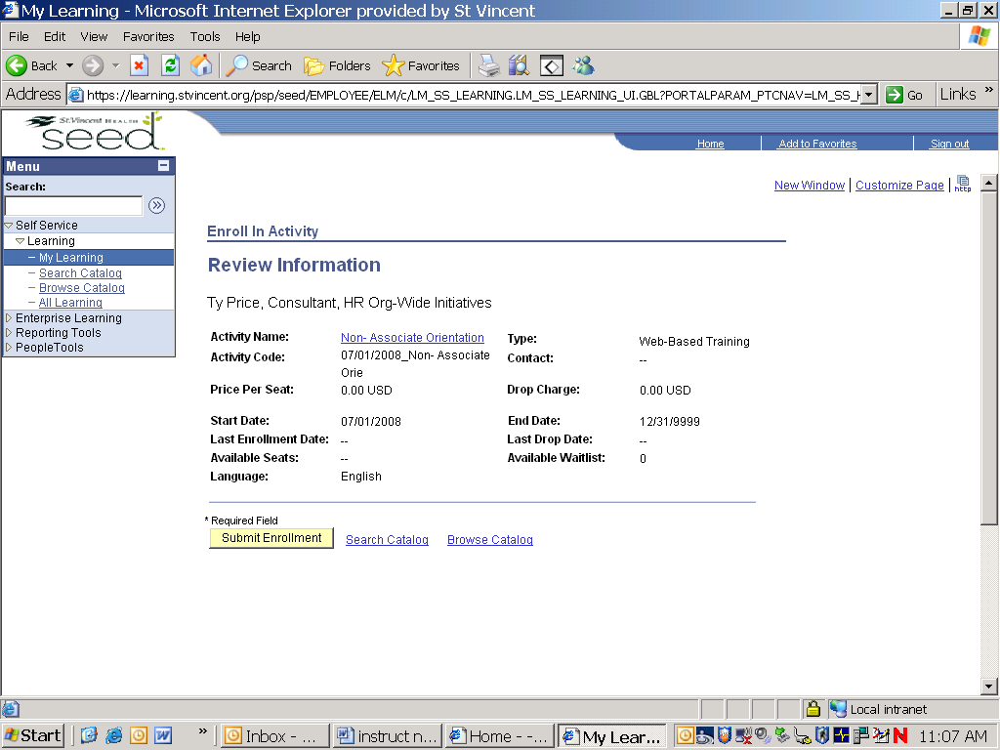 My Learning - Microsoft Internet Explorer provided by St Vincent
File Edit View Favorites Tools Help
Back Search Folders Favorites
Address https://learning.stvincent.org/psp/seed/EMPLOYEE/ELM/c/LM_SS_LEARNING.LM_SS_LEARNING_UI.GBL?PORTALPARAM_PTCNAV=LM_SS_ Go Links »
St.Vincent HEALTH
seed
Home Add to Favorites Sign out
Menu
Search:
New Window | Customize Page | http
Self Service
Learning
– My Learning
– Search Catalog
– Browse Catalog
– All Learning
Enterprise Learning
Reporting Tools
PeopleTools
Enroll In Activity
Review Information
Ty Price, Consultant, HR Org-Wide Initiatives
Activity Name: Non- Associate Orientation Type: Web-Based Training
Activity Code: 07/01/2008_Non- Associate Contact: --
Orie
Price Per Seat: 0.00 USD Drop Charge: 0.00 USD
Start Date: 07/01/2008 End Date: 12/31/9999
Last Enrollment Date: -- Last Drop Date: --
Available Seats: -- Available Waitlist: 0
Language: English
* Required Field
Submit Enrollment Search Catalog Browse Catalog
Local intranet
Start » Inbox - ... instruct n... Home - -... My Lear... 11:07 AM